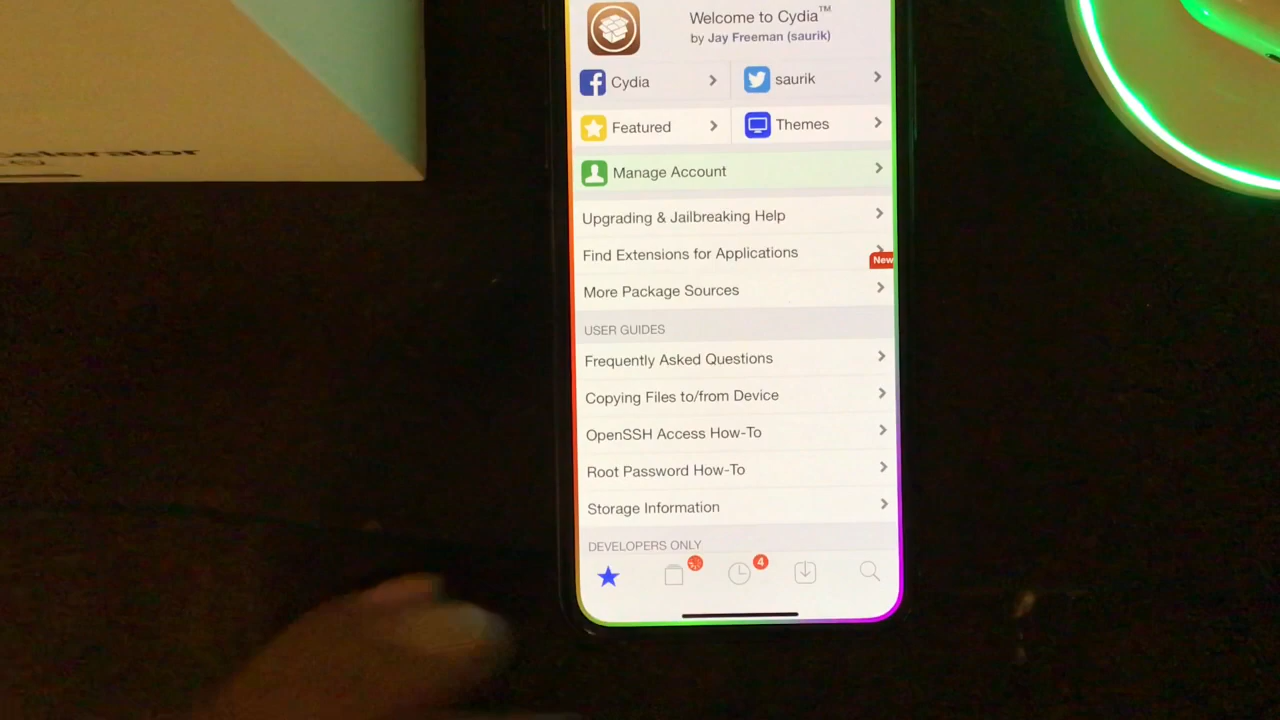 Welcome to Cydia™
by Jay Freeman (saurik)
Cydia
saurik
Featured
Themes
Manage Account
Upgrading & Jailbreaking Help
Find Extensions for Applications
New
More Package Sources
USER GUIDES
Frequently Asked Questions
Copying Files to/from Device
OpenSSH Access How-To
Root Password How-To
Storage Information
DEVELOPERS ONLY
4